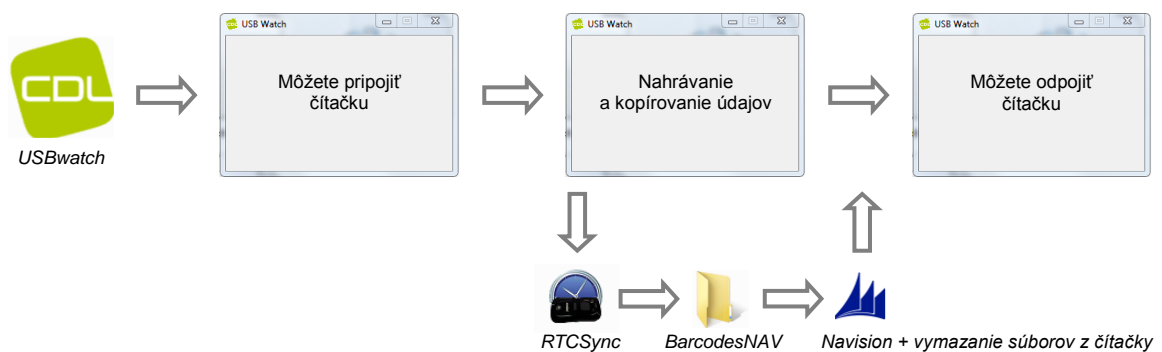 USB Watch
USB Watch
USB Watch
CDL
Môžete pripojiť
čítačku
Nahrávanie
a kopírovanie údajov
Môžete odpojiť
čítačku
USBwatch
RTCSync
BarcodesNAV
Navision + vymazanie súborov z čítačky